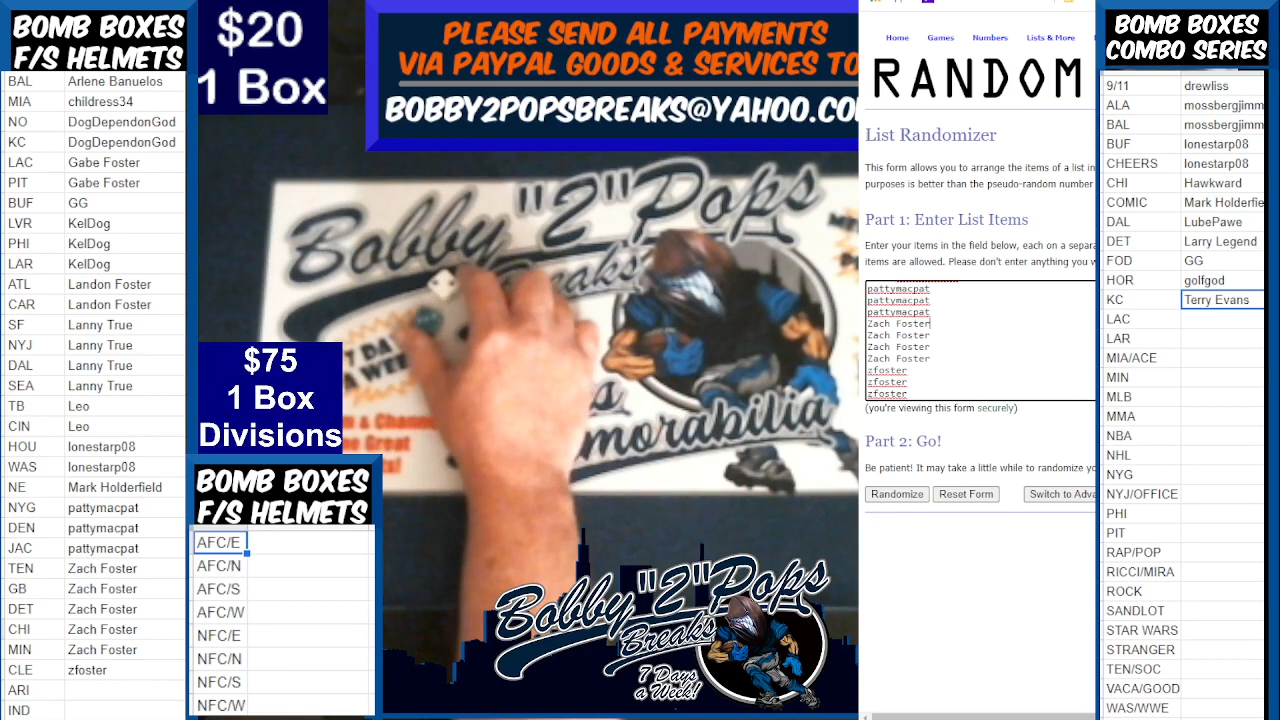 BOMB BOXES
F/S HELMETS
BAL Arlene Banuelos
MIA childress34
NO DogDependonGod
KC DogDependonGod
LAC Gabe Foster
PIT Gabe Foster
BUF GG
LVR KelDog
PHI KelDog
LAR KelDog
ATL Landon Foster
CAR Landon Foster
SF Lanny True
NYJ Lanny True
DAL Lanny True
SEA Lanny True
TB Leo
CIN Leo
HOU lonestarp08
WAS lonestarp08
NE Mark Holderfield
NYG pattymacpat
DEN pattymacpat
JAC pattymacpat
TEN Zach Foster
GB Zach Foster
DET Zach Foster
CHI Zach Foster
MIN Zach Foster
CLE zfoster
ARI
IND
$20
1 Box
$75
1 Box
Divisions
BOMB BOXES
F/S HELMETS
AFC/E
AFC/N
AFC/S
AFC/W
NFC/E
NFC/N
NFC/S
NFC/W
PLEASE SEND ALL PAYMENTS
VIA PAYPAL GOODS & SERVICES TO
BOBBY2POPSBREAKS@YAHOO.CO
Bobby "2" Pops
Breaks
Bobby "2" Pops
Breaks
7 Days
a Week!
Home Games Numbers Lists & More
RANDOM
List Randomizer
This form allows you to arrange the items of a list in
purposes is better than the pseudo-random number
Part 1: Enter List Items
Enter your items in the field below, each on a separa
items are allowed. Please don't enter anything you w
pattymacpat
pattymacpat
pattymacpat
Zach Foster
Zach Foster
Zach Foster
Zach Foster
zfoster
zfoster
zfoster
(you're viewing this form securely)
Part 2: Go!
Be patient! It may take a little while to randomize yo
Randomize Reset Form Switch to Adva
BOMB BOXES
COMBO SERIES
9/11 drewliss
ALA mossbergjimm
BAL mossbergjimm
BUF lonestarp08
CHEERS lonestarp08
CHI Hawkward
COMIC Mark Holderfie
DAL LubePawe
DET Larry Legend
FOD GG
HOR golfgod
KC Terry Evans
LAC
LAR
MIA/ACE
MIN
MLB
MMA
NBA
NHL
NYG
NYJ/OFFICE
PHI
PIT
RAP/POP
RICCI/MIRA
ROCK
SANDLOT
STAR WARS
STRANGER
TEN/SOC
VACA/GOOD
WAS/WWE